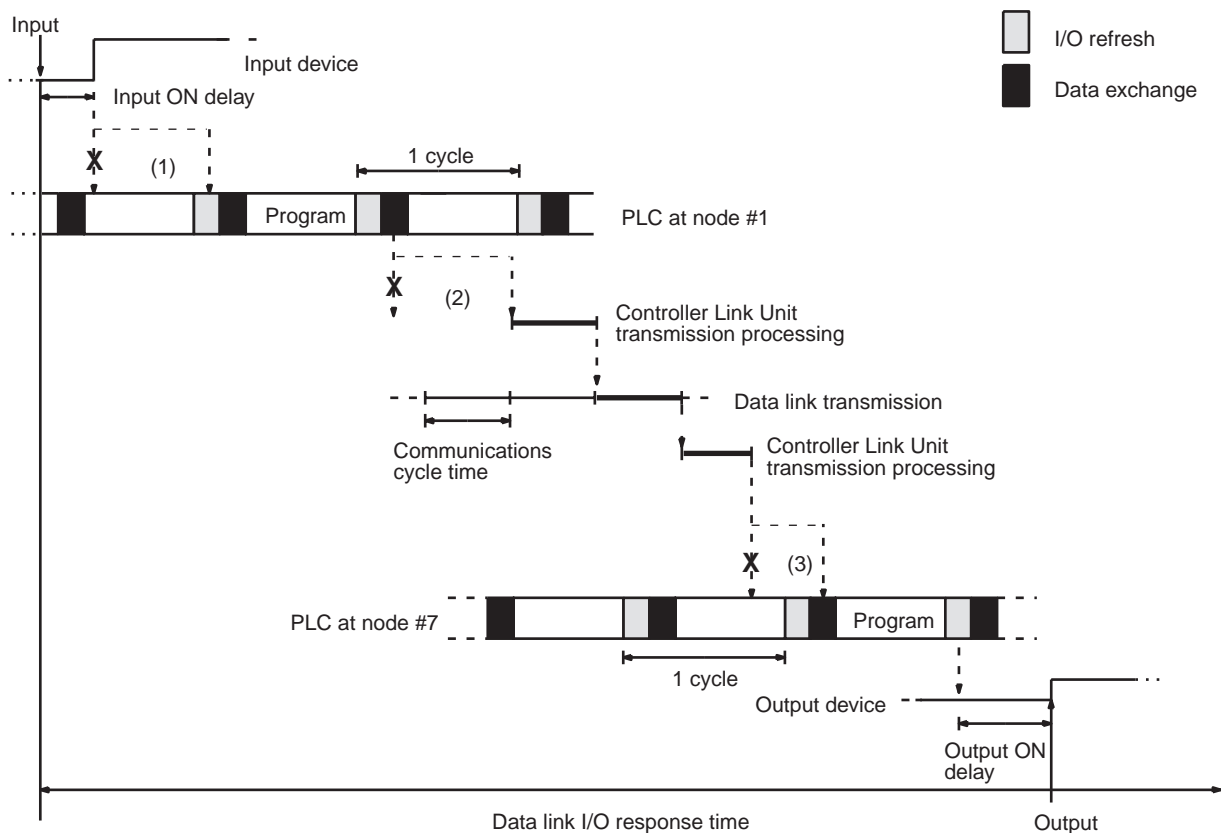 Input
I/O refresh
Input device
Data exchange
Input ON delay
X
(1)
1 cycle
Program
PLC at node #1
X
(2)
Controller Link Unit
transmission processing
Data link transmission
Communications
cycle time
Controller Link Unit
transmission processing
X
(3)
PLC at node #7
Program
1 cycle
Output device
Output ON
delay
Data link I/O response time
Output